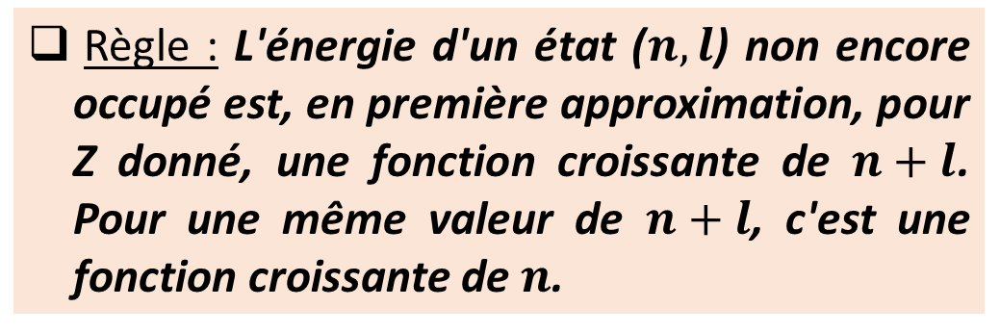 ❑ Règle : L'énergie d'un état (n, l) non encore
occupé est, en première approximation, pour
Z donné, une fonction croissante de n + l.
Pour une même valeur de n + l, c'est une
fonction croissante de n.